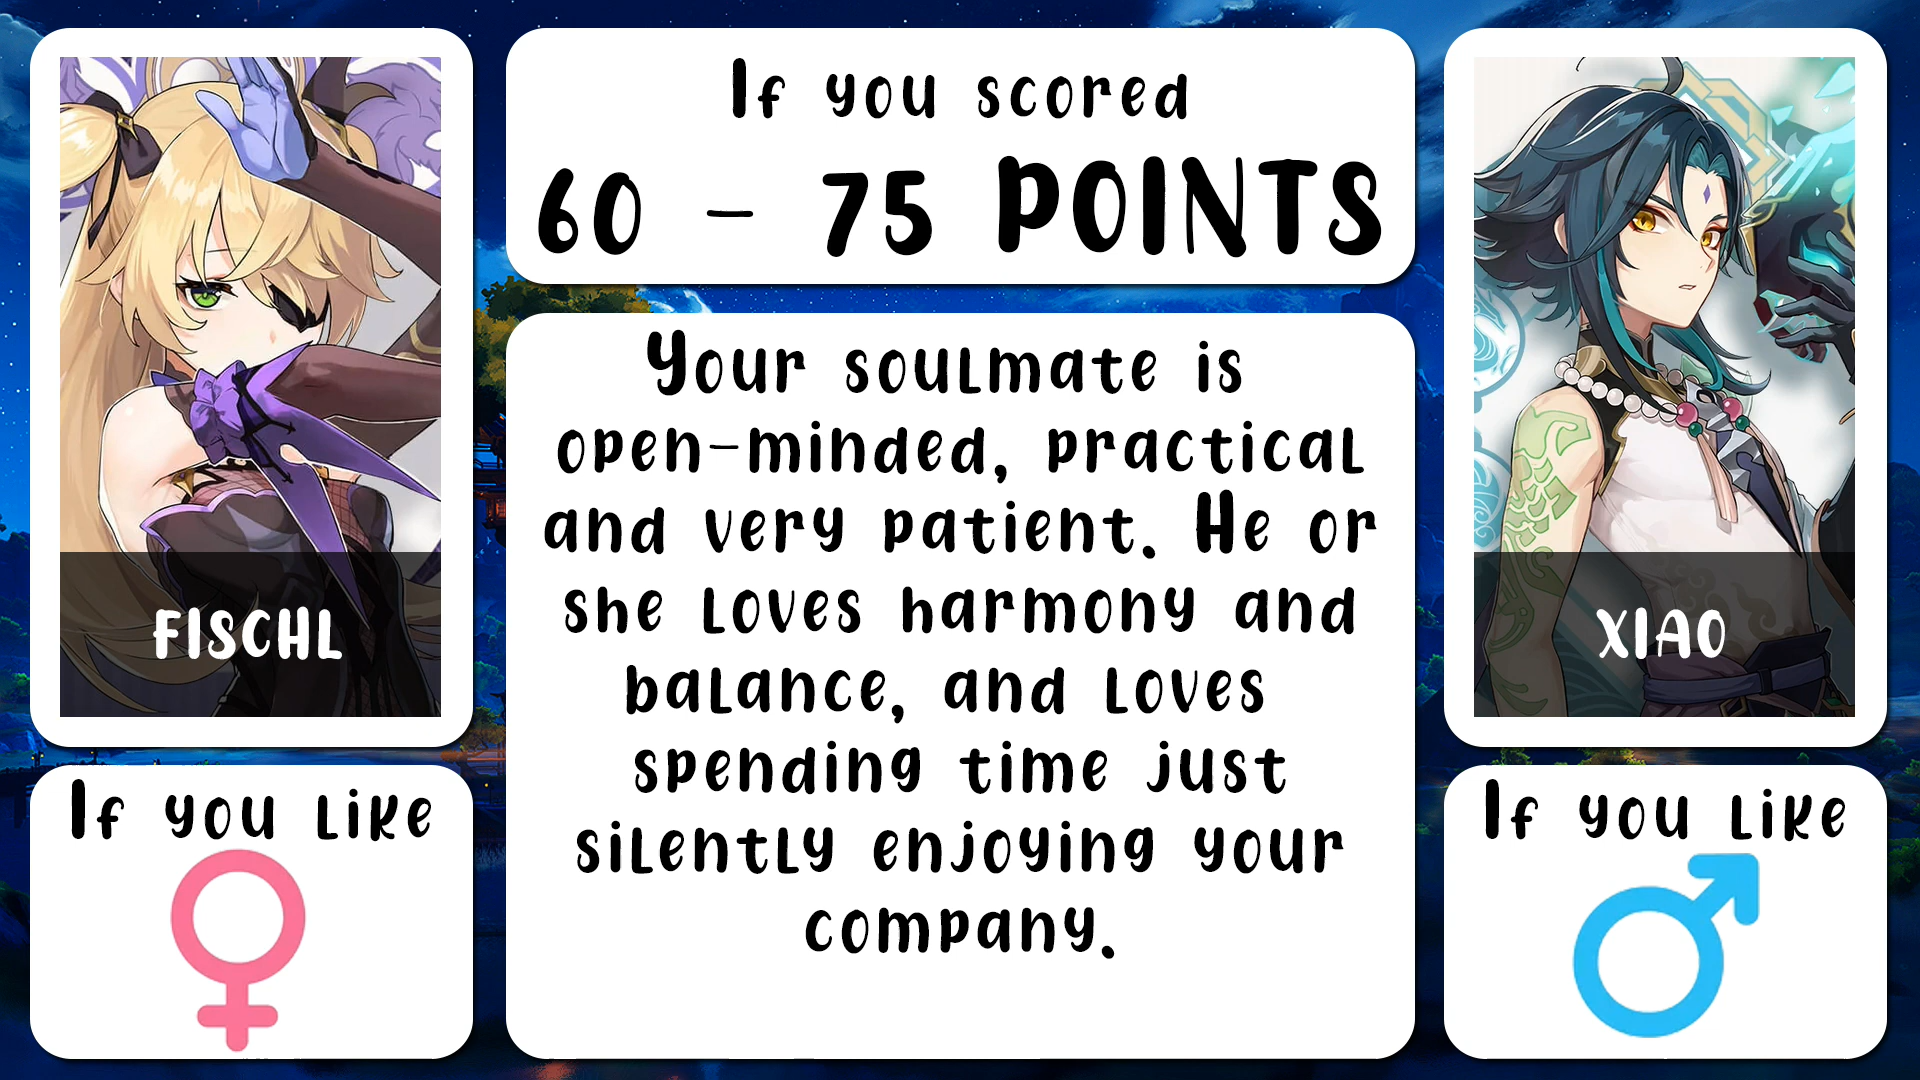 If you scored
60 - 75 POINTS
FISCHL
If you like
Your soulmate is
open-minded, practical
and very patient. He or
she loves harmony and
balance, and loves
spending time just
silently enjoying your
company.
XIAO
If you like